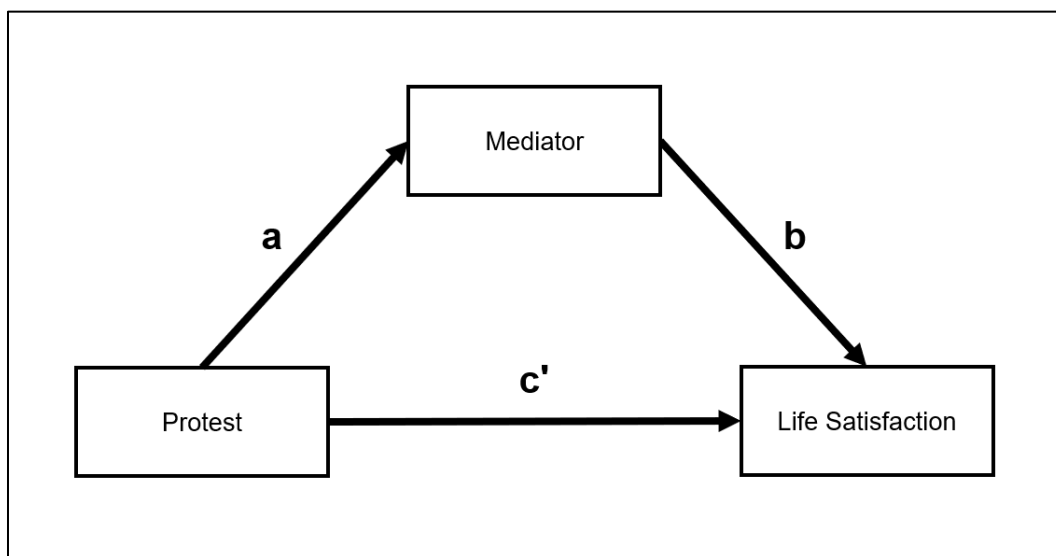 Mediator
a
b
c'
Protest
Life Satisfaction